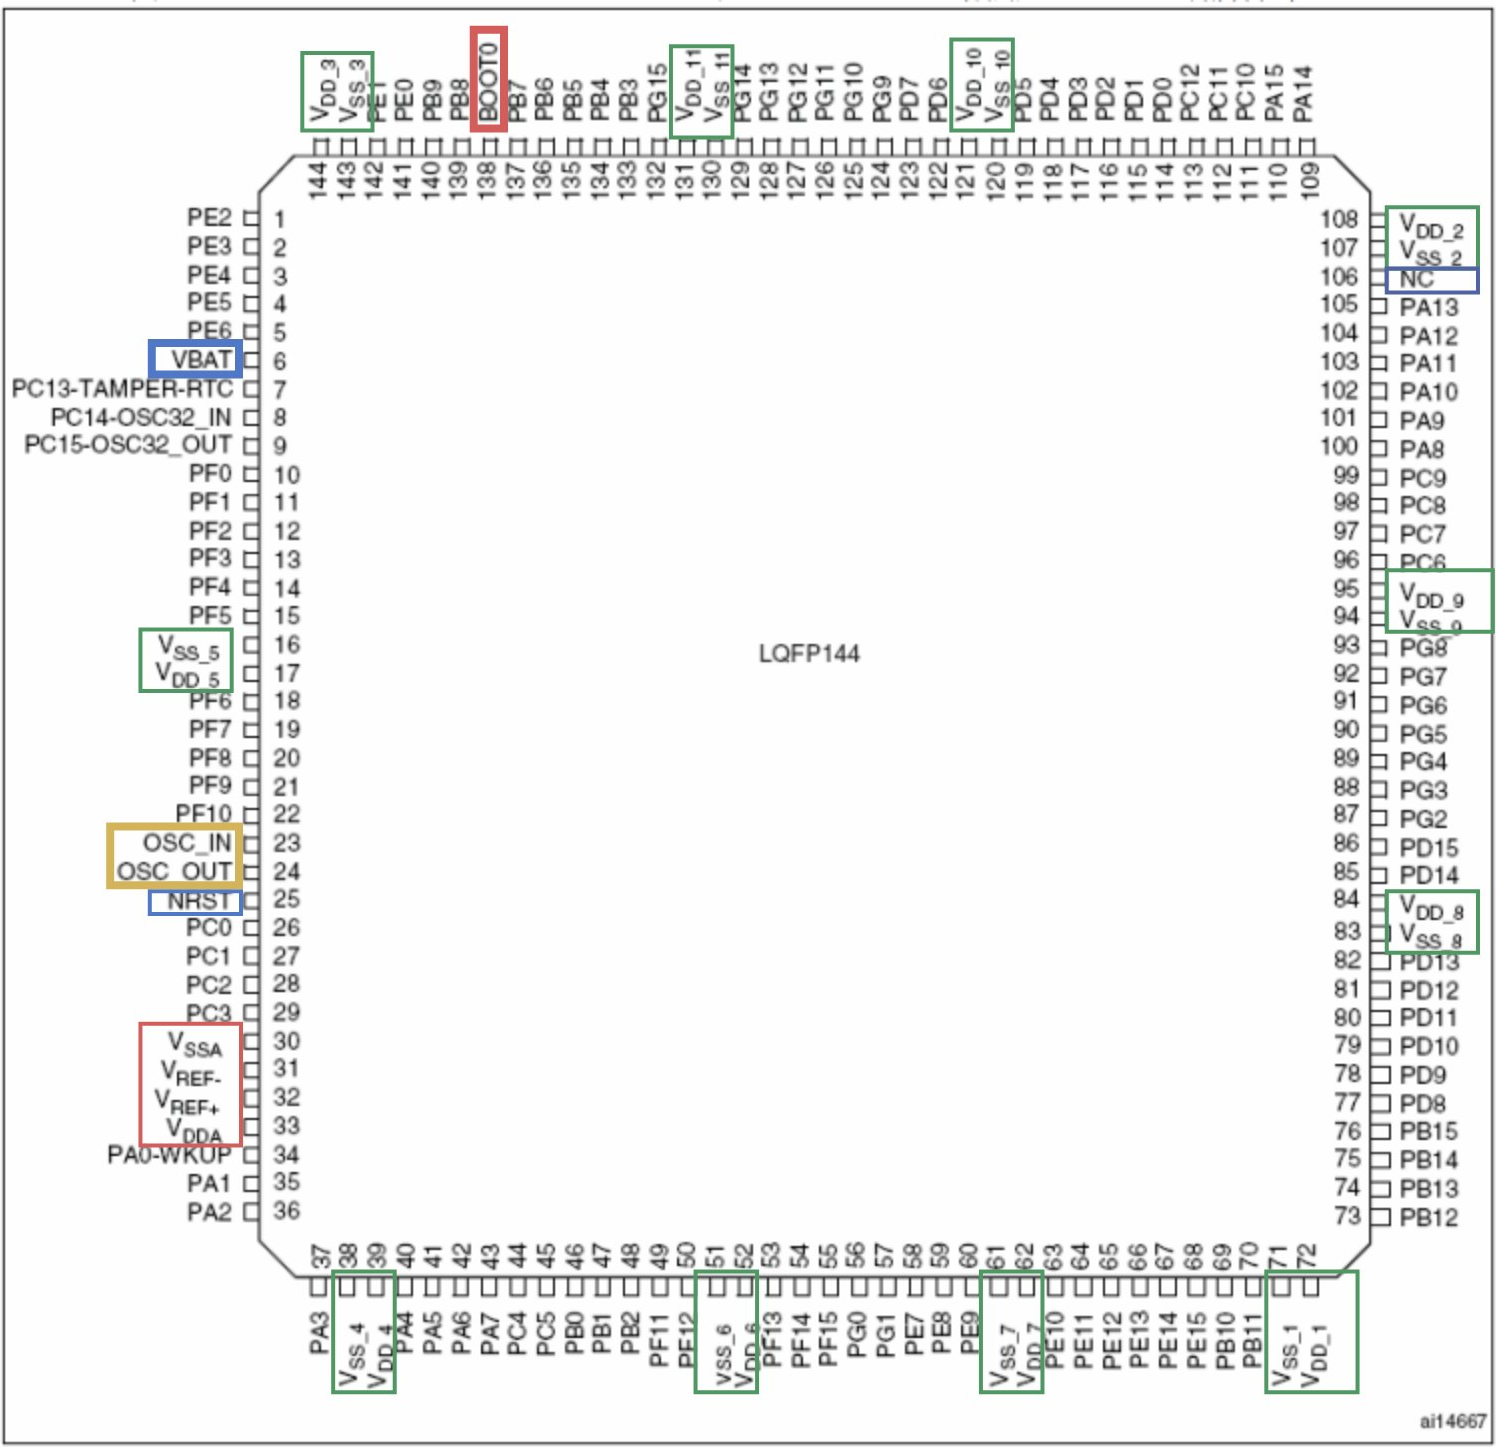 VDD_3 VSS_3 PE1 PE0 PB9 PB8 BOOT0 PB7 PB6 PB5 PB4 PB3 PG15 VDD_11 VSS_11 PG14 PG13 PG12 PG11 PG10 PG9 PD7 PD6 VDD_10 VSS_10 PD5 PD4 PD3 PD2 PD1 PD0 PC12 PC11 PC10 PA15 PA14
144 143 142 141 140 139 138 137 136 135 134 133 132 131 130 129 128 127 126 125 124 123 122 121 120 119 118 117 116 115 114 113 112 111 110 109
PE2 1
PE3 2
PE4 3
PE5 4
PE6 5
VBAT 6
PC13-TAMPER-RTC 7
PC14-OSC32_IN 8
PC15-OSC32_OUT 9
PF0 10
PF1 11
PF2 12
PF3 13
PF4 14
PF5 15
VSS_5 16
VDD_5 17
PF6 18
PF7 19
PF8 20
PF9 21
PF10 22
OSC_IN 23
OSC_OUT 24
NRST 25
PC0 26
PC1 27
PC2 28
PC3 29
VSSA 30
VREF- 31
VREF+ 32
VDDA 33
PA0-WKUP 34
PA1 35
PA2 36
LQFP144
108 VDD_2
107 VSS_2
106 NC
105 PA13
104 PA12
103 PA11
102 PA10
101 PA9
100 PA8
99 PC9
98 PC8
97 PC7
96 PC6
95 VDD_9
94 VSS_9
93 PG8
92 PG7
91 PG6
90 PG5
89 PG4
88 PG3
87 PG2
86 PD15
85 PD14
84 VDD_8
83 VSS_8
82 PD13
81 PD12
80 PD11
79 PD10
78 PD9
77 PD8
76 PB15
75 PB14
74 PB13
73 PB12
37 38 39 40 41 42 43 44 45 46 47 48 49 50 51 52 53 54 55 56 57 58 59 60 61 62 63 64 65 66 67 68 69 70 71 72
PA3 VSS_4 VDD_4 PA4 PA5 PA6 PA7 PC4 PC5 PB0 PB1 PB2 PF11 PF12 VSS_6 VDD_6 PF13 PF14 PF15 PG0 PG1 PE7 PE8 PE9 VSS_7 VDD_7 PE10 PE11 PE12 PE13 PE14 PE15 PB10 PB11 VSS_1 VDD_1
ai14667